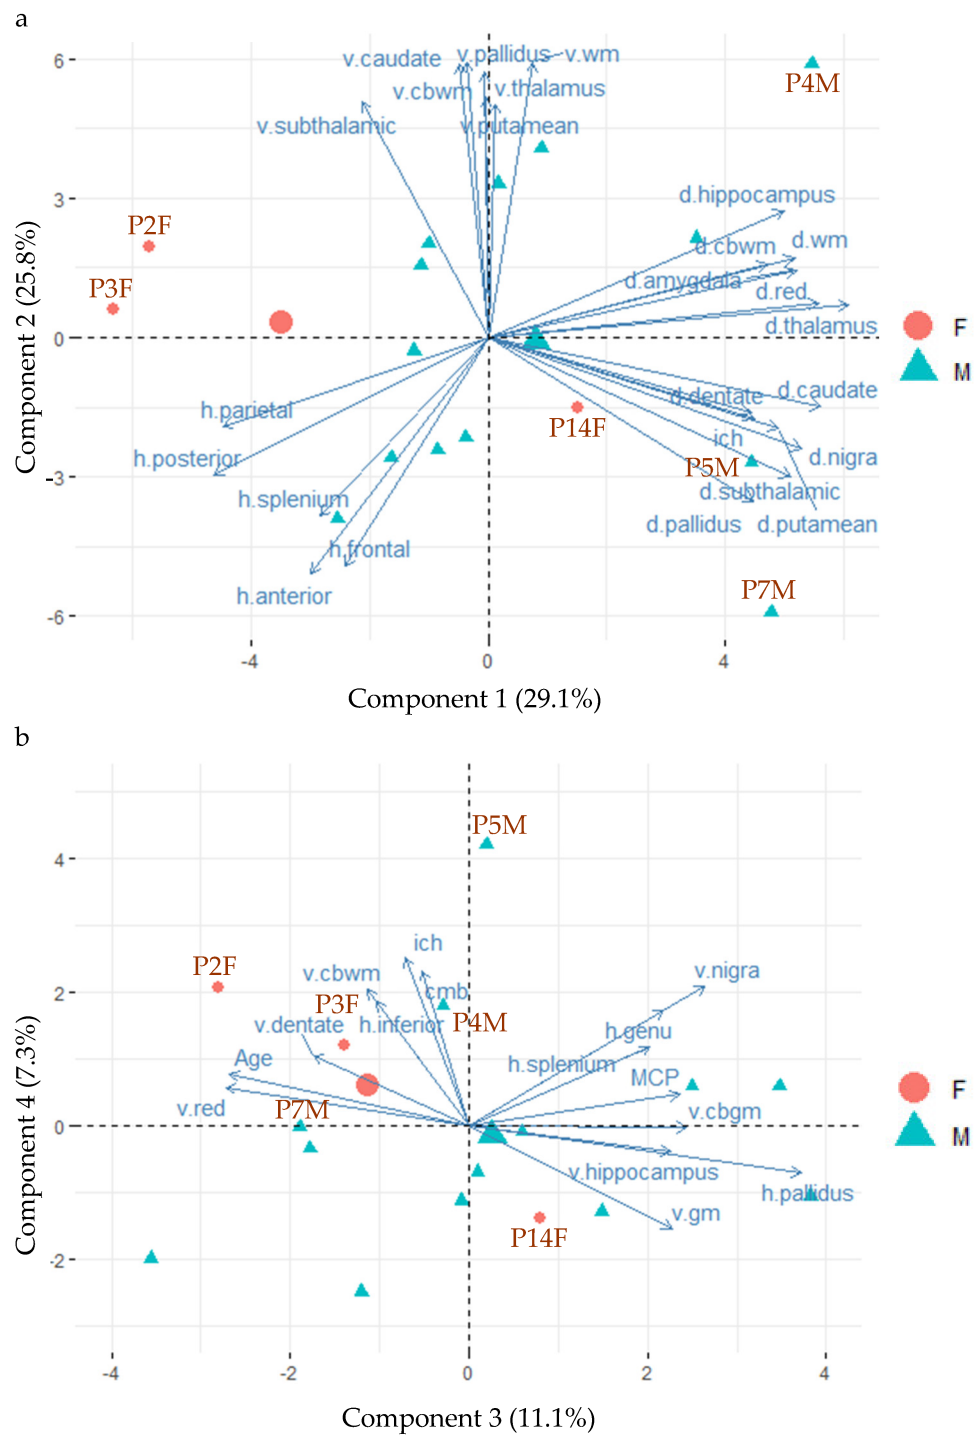 a
6
v.caudate
v.pallidus
v.wm
P4M
v.cbwm
v.thalamus
v.subthalamic
v.putamean
3
d.hippocampus
P2F
d.cbwm
d.wm
P3F
d.amygdala
d.red
Component 2 (25.8%)
0
d.thalamus
F
M
d.caudate
d.dentate
h.parietal
P14F
ich
h.posterior
P5M
d.nigra
-3
h.splenium
d.subthalamic
d.pallidus
d.putamean
h.frontal
h.anterior
P7M
-6
-4
0
4
Component 1 (29.1%)
b
P5M
4
ich
P2F
v.cbwm
v.nigra
2
cmb
P3F
v.dentate
h.inferior
P4M
h.genu
Age
h.splenium
MCP
Component 4 (7.3%)
v.red
P7M
v.cbgm
F
0
M
v.hippocampus
h.pallidus
v.gm
P14F
-2
-4
-2
0
2
4
Component 3 (11.1%)